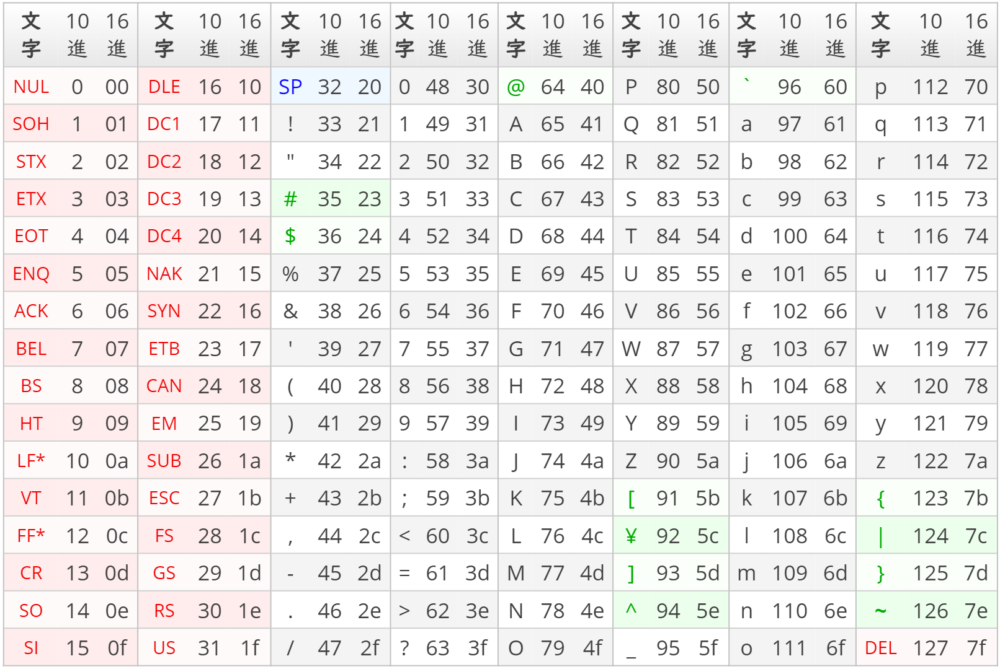 文字 10進 16進 文字 10進 16進 文字 10進 16進 文字 10進 16進 文字 10進 16進 文字 10進 16進 文字 10進 16進 文字 10進 16進
NUL 0 00 DLE 16 10 SP 32 20 0 48 30 @ 64 40 P 80 50 ` 96 60 p 112 70
SOH 1 01 DC1 17 11 ! 33 21 1 49 31 A 65 41 Q 81 51 a 97 61 q 113 71
STX 2 02 DC2 18 12 " 34 22 2 50 32 B 66 42 R 82 52 b 98 62 r 114 72
ETX 3 03 DC3 19 13 # 35 23 3 51 33 C 67 43 S 83 53 c 99 63 s 115 73
EOT 4 04 DC4 20 14 $ 36 24 4 52 34 D 68 44 T 84 54 d 100 64 t 116 74
ENQ 5 05 NAK 21 15 % 37 25 5 53 35 E 69 45 U 85 55 e 101 65 u 117 75
ACK 6 06 SYN 22 16 & 38 26 6 54 36 F 70 46 V 86 56 f 102 66 v 118 76
BEL 7 07 ETB 23 17 ' 39 27 7 55 37 G 71 47 W 87 57 g 103 67 w 119 77
BS 8 08 CAN 24 18 ( 40 28 8 56 38 H 72 48 X 88 58 h 104 68 x 120 78
HT 9 09 EM 25 19 ) 41 29 9 57 39 I 73 49 Y 89 59 i 105 69 y 121 79
LF* 10 0a SUB 26 1a * 42 2a : 58 3a J 74 4a Z 90 5a j 106 6a z 122 7a
VT 11 0b ESC 27 1b + 43 2b ; 59 3b K 75 4b [ 91 5b k 107 6b { 123 7b
FF* 12 0c FS 28 1c , 44 2c < 60 3c L 76 4c ¥ 92 5c l 108 6c | 124 7c
CR 13 0d GS 29 1d - 45 2d = 61 3d M 77 4d ] 93 5d m 109 6d } 125 7d
SO 14 0e RS 30 1e . 46 2e > 62 3e N 78 4e ^ 94 5e n 110 6e ~ 126 7e
SI 15 0f US 31 1f / 47 2f ? 63 3f O 79 4f _ 95 5f o 111 6f DEL 127 7f